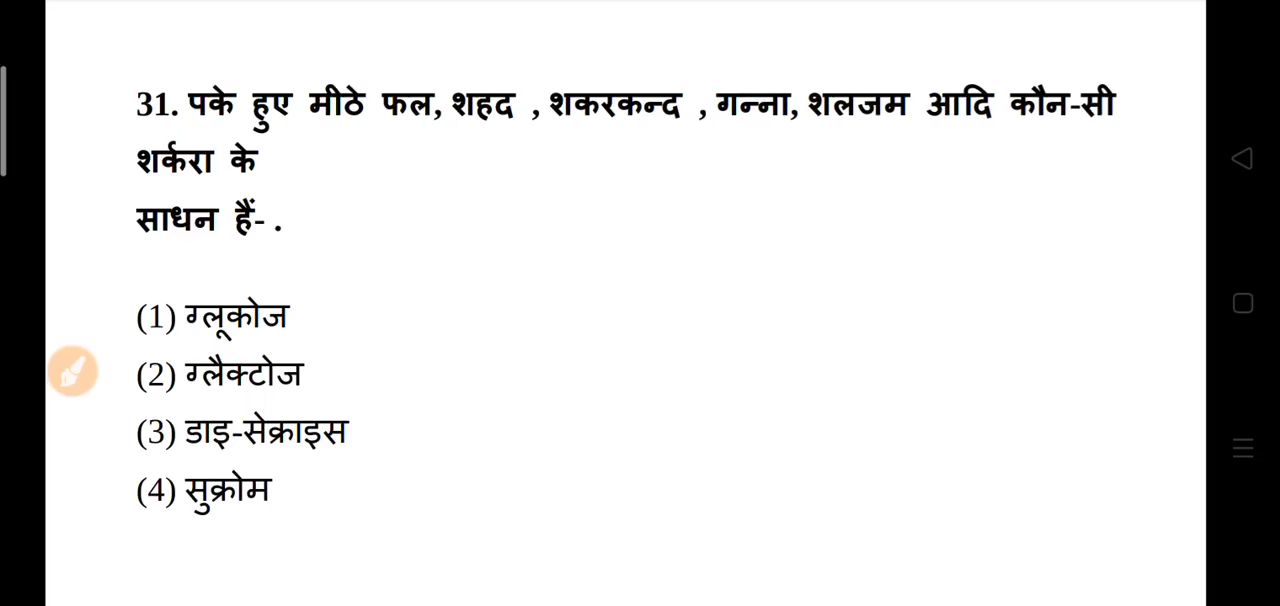 31. पके हुए मीठे फल, शहद , शकरकन्द , गन्ना, शलजम आदि कौन-सी
शर्करा के
साधन हैं- .
(1) ग्लूकोज
(2) ग्लैक्टोज
(3) डाइ-सेक्राइस
(4) सुक्रोम